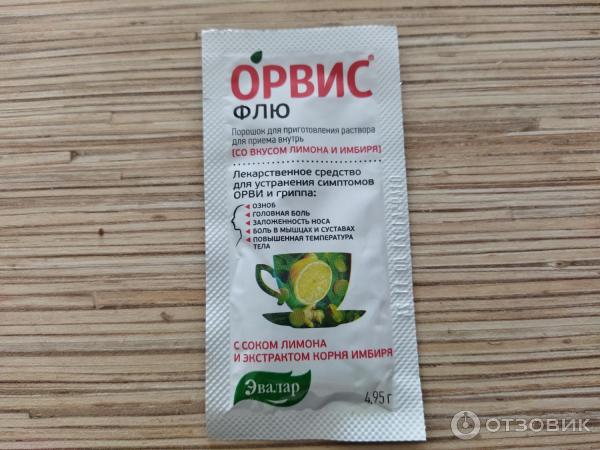 ОРВИС®
ФЛЮ
Порошок для приготовления раствора
для приема внутрь
[СО ВКУСОМ ЛИМОНА И ИМБИРЯ]
Лекарственное средство
для устранения симптомов
ОРВИ и гриппа:
ОЗНОБ
ГОЛОВНАЯ БОЛЬ
ЗАЛОЖЕННОСТЬ НОСА
БОЛЬ В МЫШЦАХ И СУСТАВАХ
ПОВЫШЕННАЯ ТЕМПЕРАТУРА
ТЕЛА
С СОКОМ ЛИМОНА
И ЭКСТРАКТОМ КОРНЯ ИМБИРЯ
Эвалар
4,95 г
ОТЗОВИК